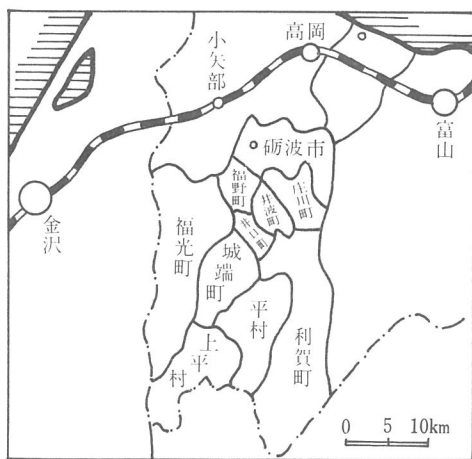 高岡
小矢部
富山
砺波市
金沢
福野町
井波町
庄川町
井口町
福光町
城端町
平村
利賀町
上平村
0 5 10km